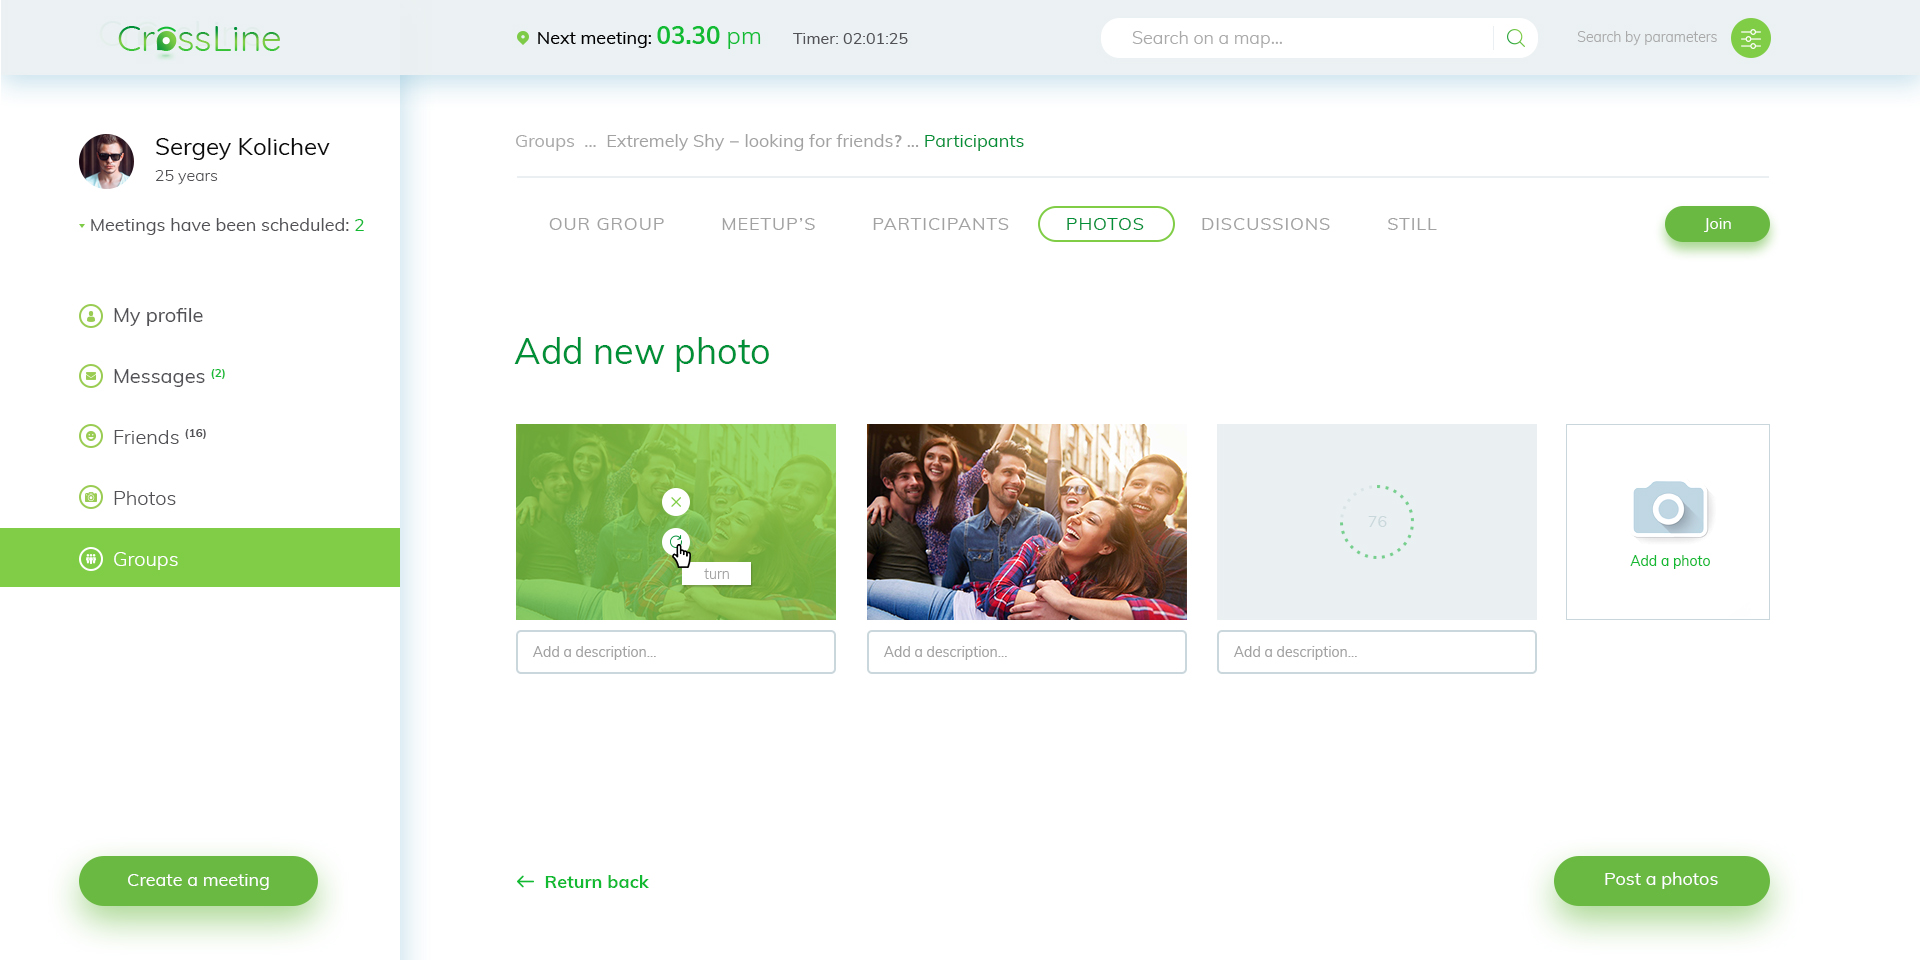 CrossLine
Next meeting: 03.30 pm
Timer: 02:01:25
Search on a map...
Search by parameters
Sergey Kolichev
25 years
Meetings have been scheduled: 2
My profile
Messages (2)
Friends (16)
Photos
Groups
Create a meeting
Groups ... Extremely Shy – looking for friends? ... Participants
OUR GROUP MEETUP'S PARTICIPANTS PHOTOS DISCUSSIONS STILL
Join
Add new photo
turn
76
Add a photo
Add a description...
Add a description...
Add a description...
Return back
Post a photos